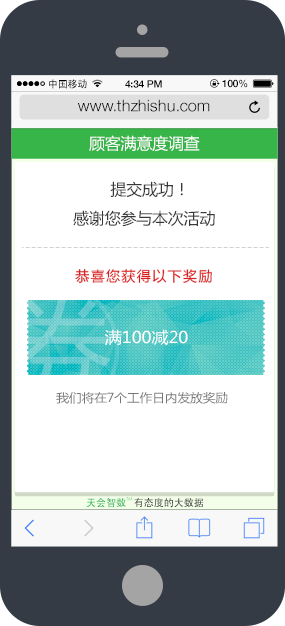 中国移动 4:34 PM 100%
www.thzhishu.com
顾客满意度调查
提交成功！
感谢您参与本次活动
恭喜您获得以下奖励
券
满100减20
我们将在7个工作日内发放奖励
天会智数™ 有态度的大数据